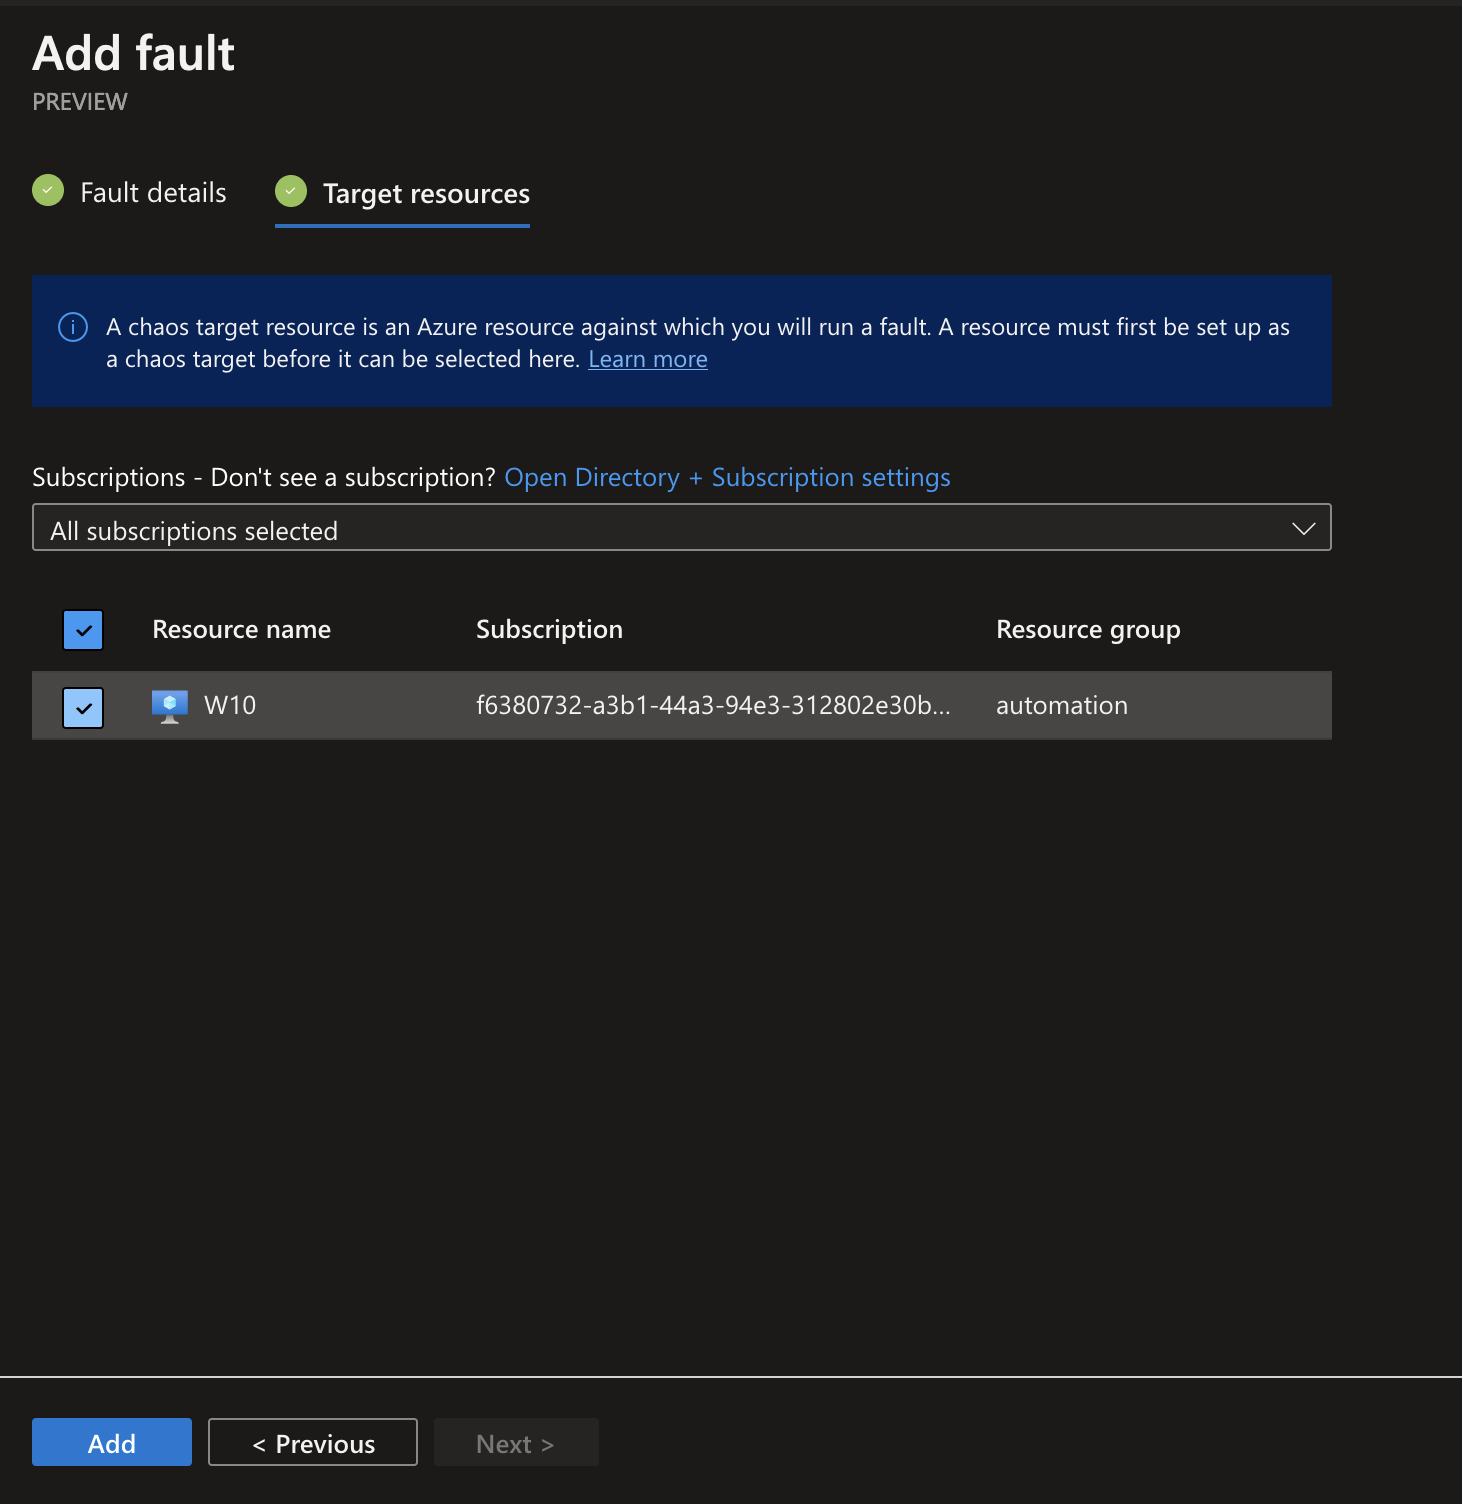 Add fault
PREVIEW
Fault details
Target resources
A chaos target resource is an Azure resource against which you will run a fault. A resource must first be set up as
a chaos target before it can be selected here. Learn more
Subscriptions - Don't see a subscription? Open Directory + Subscription settings
All subscriptions selected
Resource name Subscription Resource group
W10 f6380732-a3b1-44a3-94e3-312802e30b... automation
Add < Previous Next >